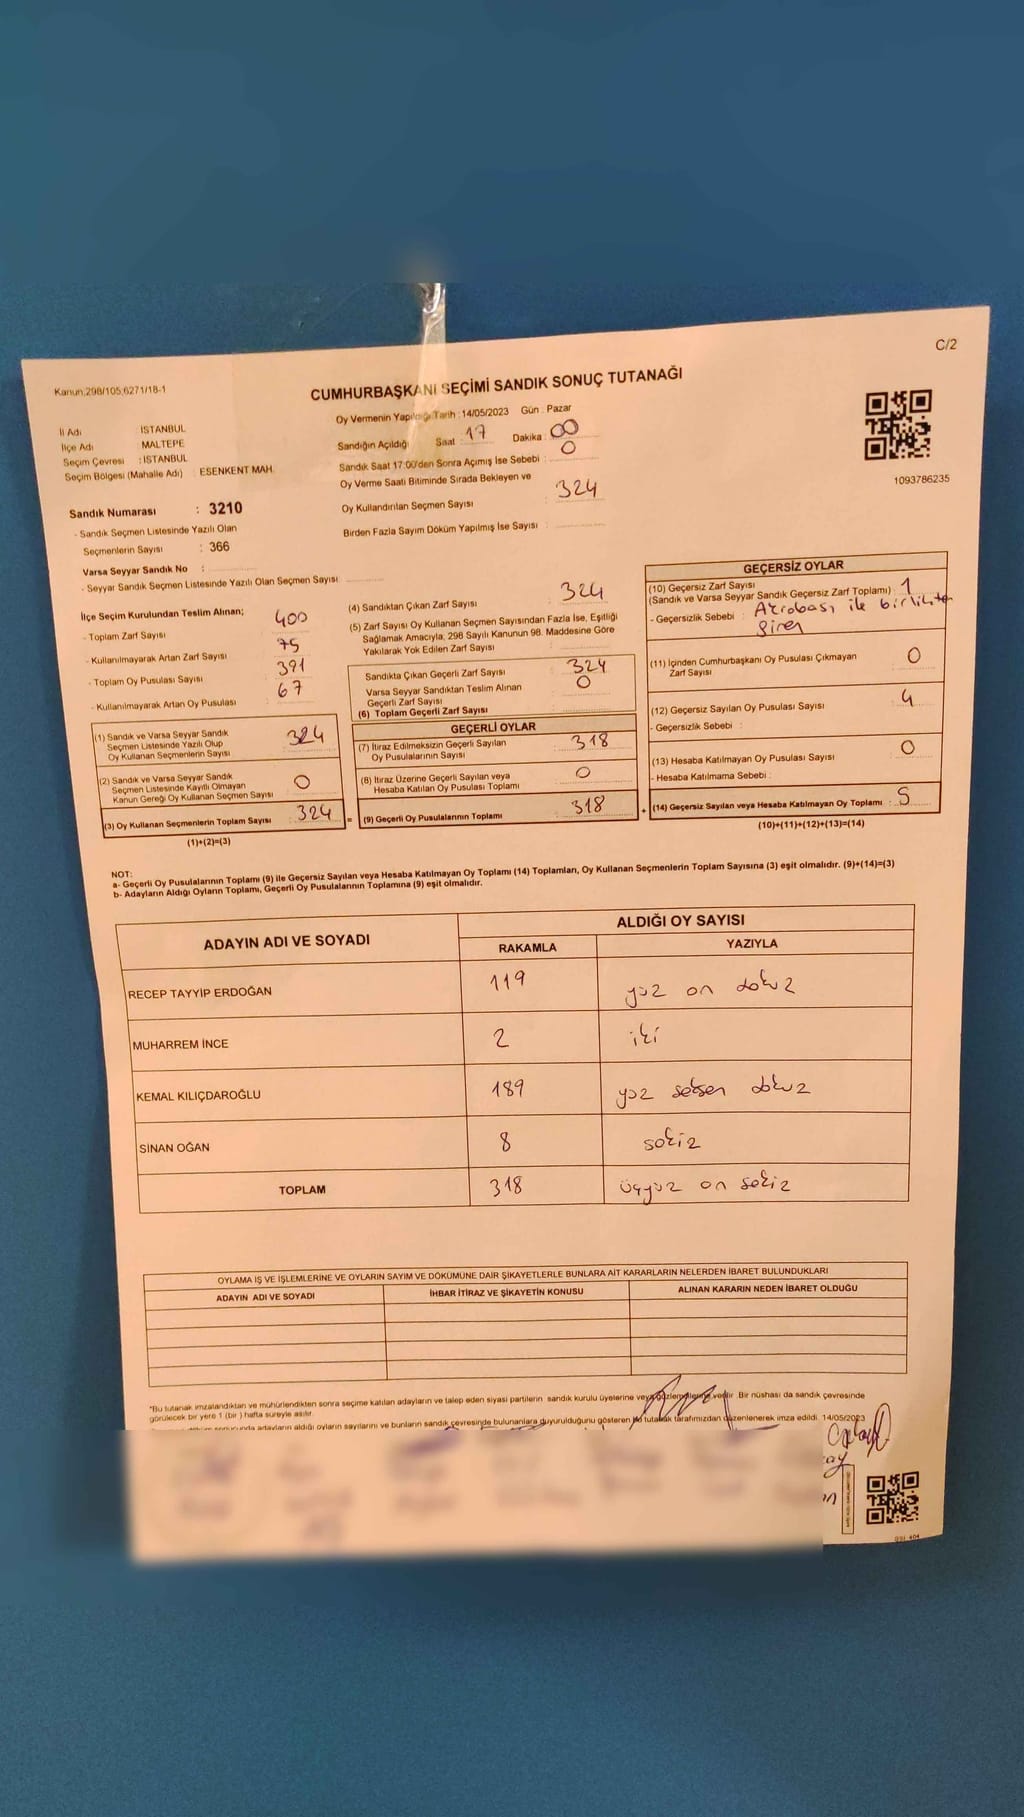 C/2
Kanun;298/105;6271/18-1
CUMHURBAŞKANI SEÇİMİ SANDIK SONUÇ TUTANAĞI
Oy Vermenin Yapıldığı Tarih : 14/05/2023 Gün : Pazar
İl Adı : İSTANBUL
İlçe Adı : MALTEPE
Seçim Çevresi : İSTANBUL
Seçim Bölgesi (Mahalle Adı) : ESENKENT MAH.
Sandığın Açıldığı Saat : 17 Dakika : 00
Sandık Saat 17:00'den Sonra Açımış İse Sebebi : 0
Oy Verme Saati Bitiminde Sırada Bekleyen ve
Oy Kullandırılan Seçmen Sayısı : 324
Birden Fazla Sayım Döküm Yapılmış İse Sayısı :
1093786235
Sandık Numarası : 3210
- Sandık Seçmen Listesinde Yazılı Olan
Seçmenlerin Sayısı : 366
Varsa Seyyar Sandık No :
- Seyyar Sandık Seçmen Listesinde Yazılı Olan Seçmen Sayısı
İlçe Seçim Kurulundan Teslim Alınan;
- Toplam Zarf Sayısı : 400
- Kullanılmayarak Artan Zarf Sayısı : 75
- Toplam Oy Pusulası Sayısı : 391
- Kullanılmayarak Artan Oy Pusulası : 67
(1) Sandık ve Varsa Seyyar Sandık
Seçmen Listesinde Yazılı Olup
Oy Kullanan Seçmenlerin Sayısı : 324
(2) Sandık ve Varsa Seyyar Sandık
Seçmen Listesinde Kayıtlı Olmayan
Kanun Gereği Oy Kullanan Seçmen Sayısı : 0
(3) Oy Kullanan Seçmenlerin Toplam Sayısı : 324 =
(1)+(2)=(3)
(4) Sandıktan Çıkan Zarf Sayısı : 324
(5) Zarf Sayısı Oy Kullanan Seçmen Sayısından Fazla İse, Eşitliği
Sağlamak Amacıyla, 298 Sayılı Kanunun 98. Maddesine Göre
Yakılarak Yok Edilen Zarf Sayısı :
Sandıkta Çıkan Geçerli Zarf Sayısı : 324
Varsa Seyyar Sandıktan Teslim Alınan
Geçerli Zarf Sayısı : 0
(6) Toplam Geçerli Zarf Sayısı :
GEÇERLİ OYLAR
(7) İtiraz Edilmeksizin Geçerli Sayılan
Oy Pusulalarının Sayısı : 318
(8) İtiraz Üzerine Geçerli Sayılan veya
Hesaba Katılan Oy Pusulası Toplamı : 0
(9) Geçerli Oy Pusulalarının Toplamı : 318 +
GEÇERSİZ OYLAR
(10) Geçersiz Zarf Sayısı
(Sandık ve Varsa Seyyar Sandık Geçersiz Zarf Toplamı) : 1
- Geçersizlik Sebebi : Akrobası ile birlikte
giren
(11) İçinden Cumhurbaşkanı Oy Pusulası Çıkmayan
Zarf Sayısı : 0
(12) Geçersiz Sayılan Oy Pusulası Sayısı : 4
- Geçersizlik Sebebi :
(13) Hesaba Katılmayan Oy Pusulası Sayısı : 0
- Hesaba Katılmama Sebebi :
(14) Geçersiz Sayılan veya Hesaba Katılmayan Oy Toplamı : 5
(10)+(11)+(12)+(13)=(14)
NOT:
a- Geçerli Oy Pusulalarının Toplamı (9) ile Geçersiz Sayılan veya Hesaba Katılmayan Oy Toplamı (14) Toplamları, Oy Kullanan Seçmenlerin Toplam Sayısına (3) eşit olmalıdır. (9)+(14)=(3)
b- Adayların Aldığı Oyların Toplamı, Geçerli Oy Pusulalarının Toplamına (9) eşit olmalıdır.
ADAYIN ADI VE SOYADI
ALDIĞI OY SAYISI
RAKAMLA YAZIYLA
RECEP TAYYİP ERDOĞAN 119 yüz on dokuz
MUHARREM İNCE 2 iki
KEMAL KILIÇDAROĞLU 189 yüz seksen dokuz
SİNAN OĞAN 8 sekiz
TOPLAM 318 üçyüz on sekiz
OYLAMA İŞ VE İŞLEMLERİNE VE OYLARIN SAYIM VE DÖKÜMÜNE DAİR ŞİKAYETLERLE BUNLARA AİT KARARLARIN NELERDEN İBARET BULUNDUKLARI
ADAYIN ADI VE SOYADI İHBAR İTİRAZ VE ŞİKAYETİN KONUSU ALINAN KARARIN NEDEN İBARET OLDUĞU
*Bu tutanak imzalandıktan ve mühürlendikten sonra seçime katılan adayların ve talep eden siyasi partilerin sandık kurulu üyelerine veya gözlemcilerine verilir. Bir nüshası da sandık çevresinde
görülecek bir yere 1 (bir) hafta süreyle asılır.
sonucunda adayların aldığı oyların sayılarını ve bunların sandık çevresinde bulunanlara duyurulduğunu gösteren bu tutanak tarafımızdan düzenlenerek imza edildi. 14/05/2023